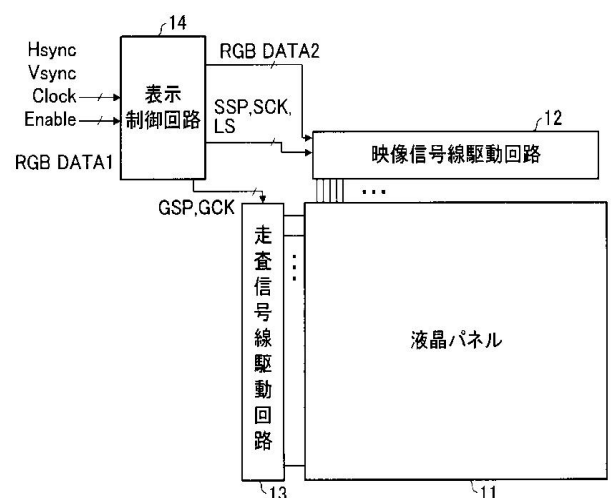 14
Hsync
Vsync
Clock
Enable
RGB DATA1
表示
制御回路
RGB DATA2
SSP,SCK,
LS
12
映像信号線駆動回路
...
GSP,GCK
走査信号線駆動回路
...
液晶パネル
13
11